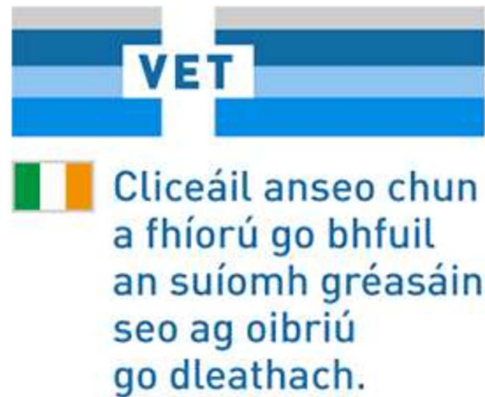 VET
Cliceáil anseo chun
a fhíorú go bhfuil
an suíomh gréasáin
seo ag oibriú
go dleathach.